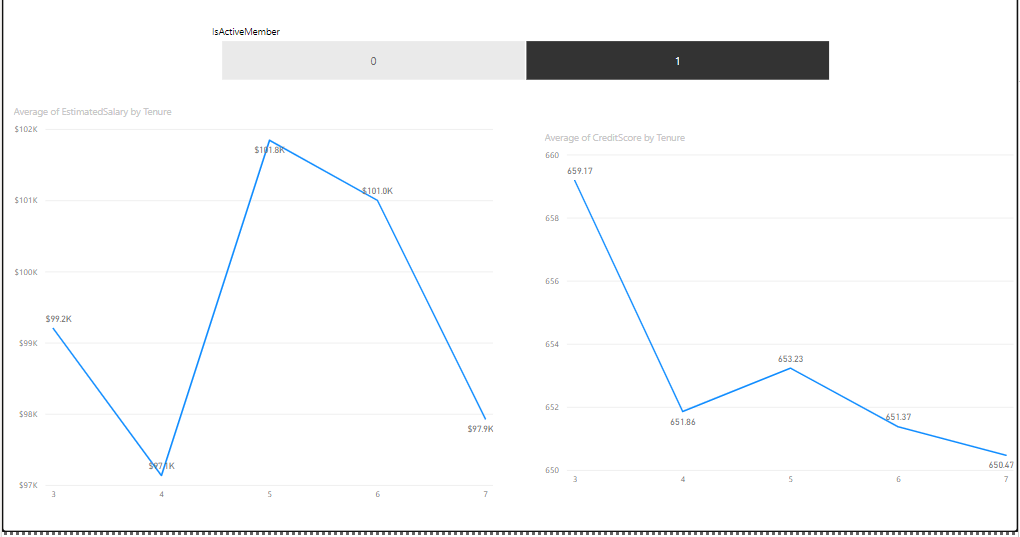 IsActiveMember
0 1
Average of EstimatedSalary by Tenure
$102K
$101K
$100K
$99K
$98K
$97K
$99.2K
$97.1K
$101.8K
$101.0K
$97.9K
3 4 5 6 7
Average of CreditScore by Tenure
660
658
656
654
652
650
659.17
651.86
653.23
651.37
650.47
3 4 5 6 7